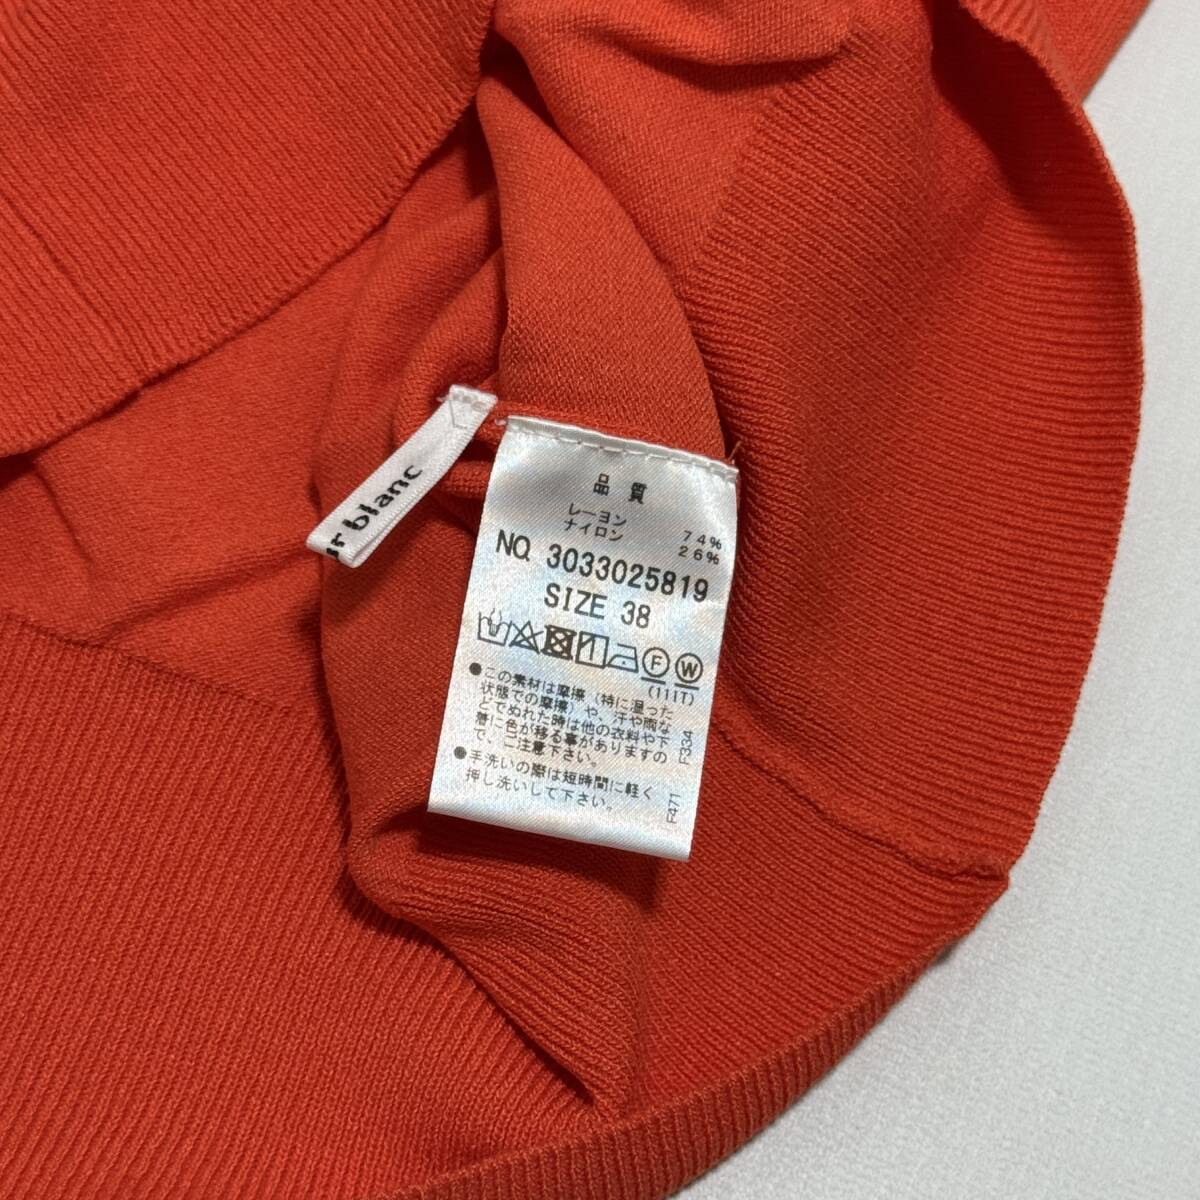 ur blanc
品質
レーヨン 74%
ナイロン 26%
NO. 3033025819
SIZE 38
F W
(111T)
●この素材は摩擦(特に湿った
状態での摩擦)や、汗や雨な
どでぬれた時は他の衣料や下
着に色が移る事がありますの
で、ご注意下さい。
F334
●手洗いの際は短時間に軽く
押し洗いして下さい。
F471